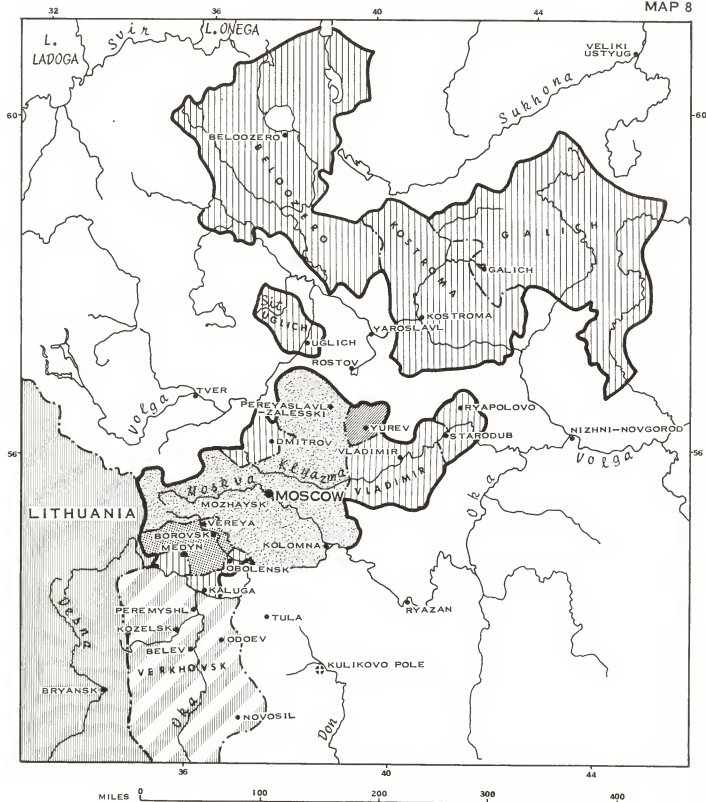 MAP 8
32 36 40 44
L. LADOGA
Svir
L. ONEGA
VELIKI USTYUG
60 60
Sukhona
BELOOZERO
BELOOZERO
KOSTROMA
GALICH
GALICH
Sit
UGLICH
UGLICH
KOSTROMA
YAROSLAVL
ROSTOV
TVER
Volga
PEREYASLAVL
-ZALESSKI
RYAPOLOVO
YUREV
DMITROV
STARODUB
NIZHNI-NOVGOROD
56 56
Volga
VLADIMIR
Klyazma
VLADIMIR
Moskva
MOSCOW
MOZHAYSK
Oka
LITHUANIA
VEREYA
BOROVSK
MEDYN
KOLOMNA
OBOLENSK
KALUGA
RYAZAN
Desna
PEREMYSHL
TULA
KOZELSK
ODOEV
BELEV
VERKHOVSK
KULIKOVO POLE
BRYANSK
Oka
NOVOSIL
Don
36 40 44
MILES 0 100 200 300 400